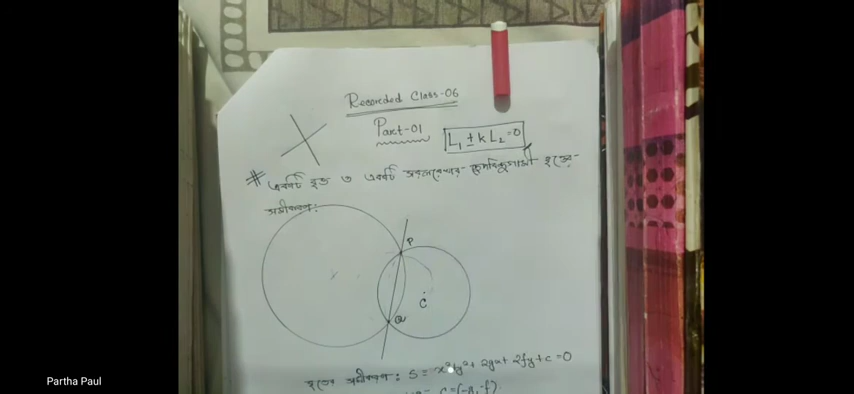 Recorded Class-06
Part-01
L₁ ± k L₂ = 0
# একটি বৃত্ত ও একটি সরলরেখার ছেদবিন্দুগামী বৃত্তের
সমীকরণ:
P
C
Q
বৃত্তের সমীকরণ: S ≡ x²+y²+2gx+2fy+c=0
C=(-g,-f)
Partha Paul